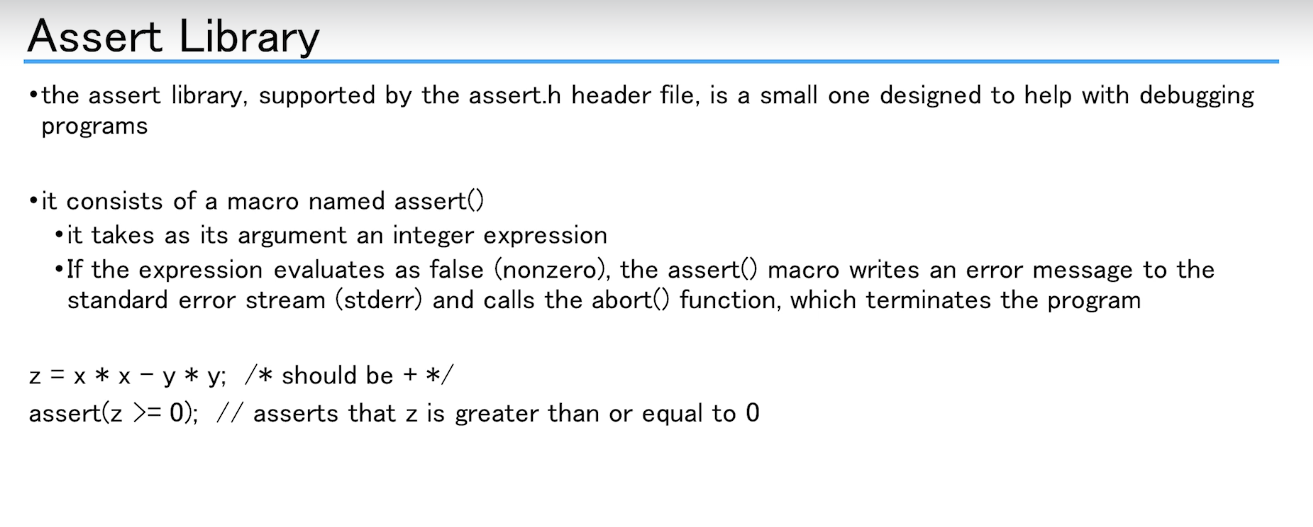 Assert Library
•the assert library, supported by the assert.h header file, is a small one designed to help with debugging
programs
•it consists of a macro named assert()
•it takes as its argument an integer expression
•If the expression evaluates as false (nonzero), the assert() macro writes an error message to the
standard error stream (stderr) and calls the abort() function, which terminates the program
z = x * x - y * y;  /* should be + */
assert(z >= 0);  // asserts that z is greater than or equal to 0